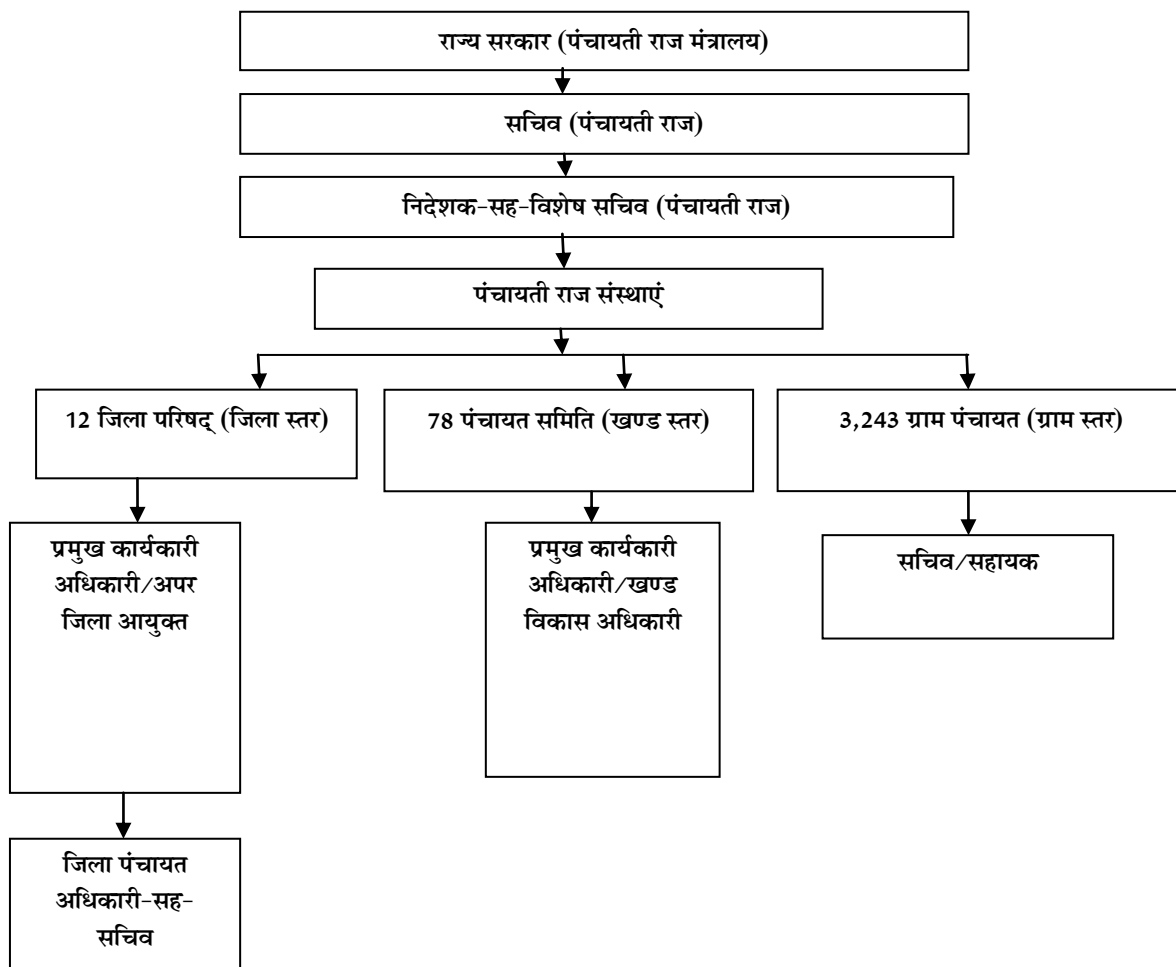 राज्य सरकार (पंचायती राज मंत्रालय)
सचिव (पंचायती राज)
निदेशक-सह-विशेष सचिव (पंचायती राज)
पंचायती राज संस्थाएं
12 जिला परिषद् (जिला स्तर)
78 पंचायत समिति (खण्ड स्तर)
3,243 ग्राम पंचायत (ग्राम स्तर)
प्रमुख कार्यकारी
अधिकारी/अपर
जिला आयुक्त
प्रमुख कार्यकारी
अधिकारी/खण्ड
विकास अधिकारी
सचिव/सहायक
जिला पंचायत
अधिकारी-सह-
सचिव